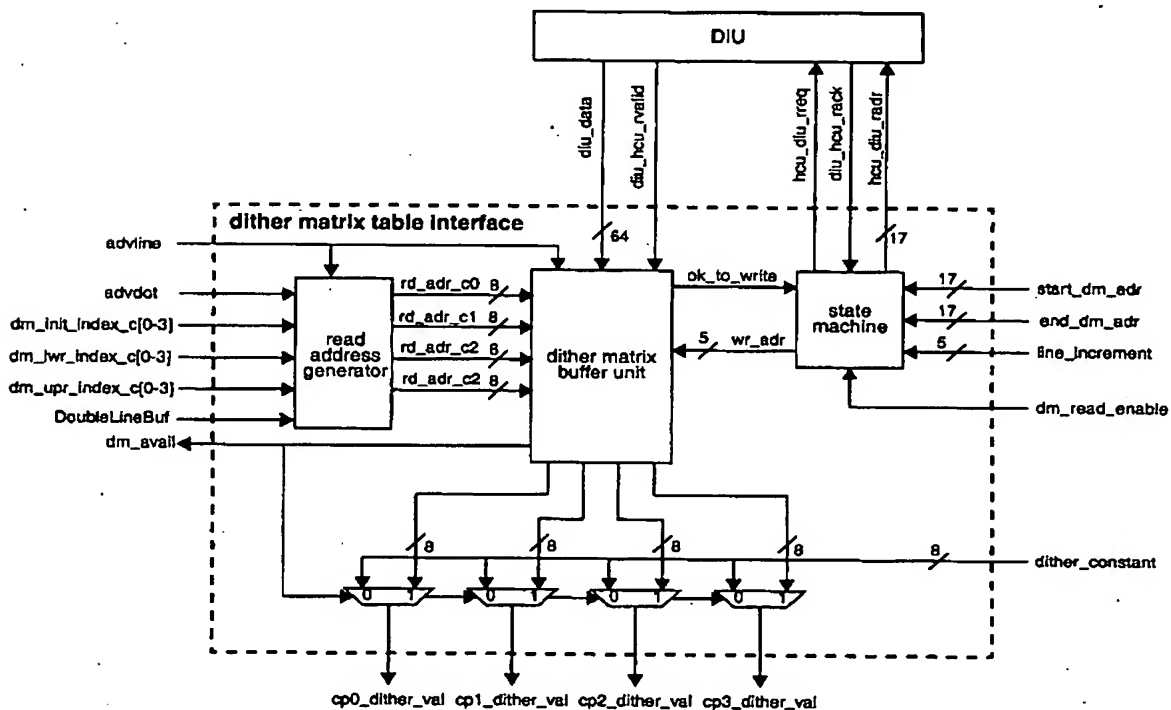 DIU
diu_data
diu_hcu_rvalid
hcu_diu_rreq
diu_hcu_rack
hcu_diu_radr
dither matrix table interface
64
17
advline
advdot
dm_init_index_c[0-3]
dm_lwr_index_c[0-3]
dm_upr_index_c[0-3]
DoubleLineBuf
dm_avail
read
address
generator
rd_adr_c0
8
rd_adr_c1
8
rd_adr_c2
8
rd_adr_c2
8
dither matrix
buffer unit
ok_to_write
5
wr_adr
state
machine
17
start_dm_adr
17
end_dm_adr
5
line_increment
dm_read_enable
8
8
8
8
8
dither_constant
0 1
0 1
0 1
0 1
cp0_dither_val cp1_dither_val cp2_dither_val cp3_dither_val